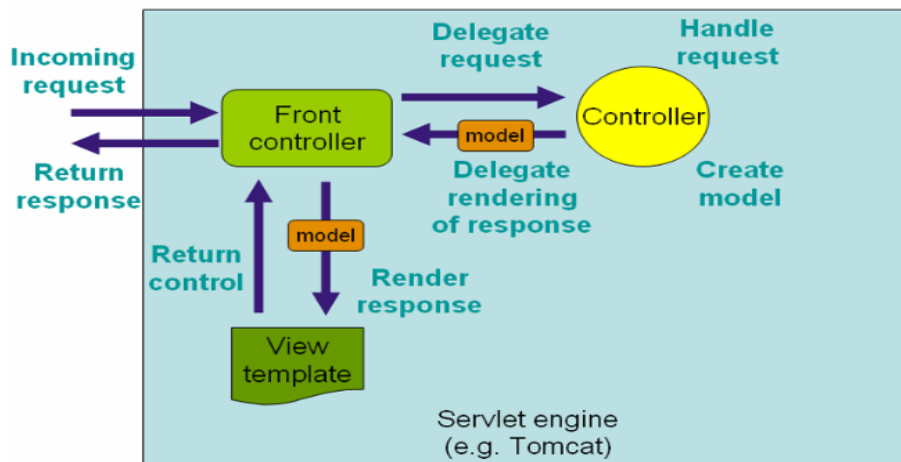 Incoming
request
Return
response
Front
controller
Delegate
request
model
Delegate
rendering
of response
Handle
request
Controller
Create
model
Return
control
model
Render
response
View
template
Servlet engine
(e.g. Tomcat)